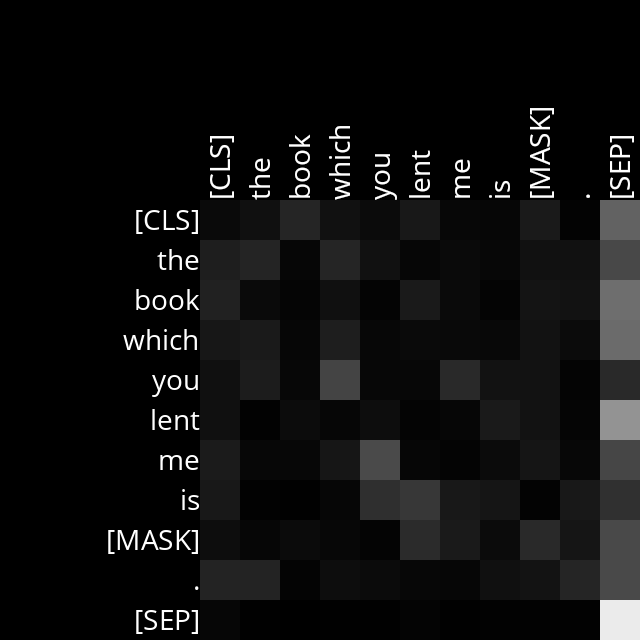 [CLS] the book which you lent me is [MASK] . [SEP]
[CLS]
the
book
which
you
lent
me
is
[MASK]
.
[SEP]